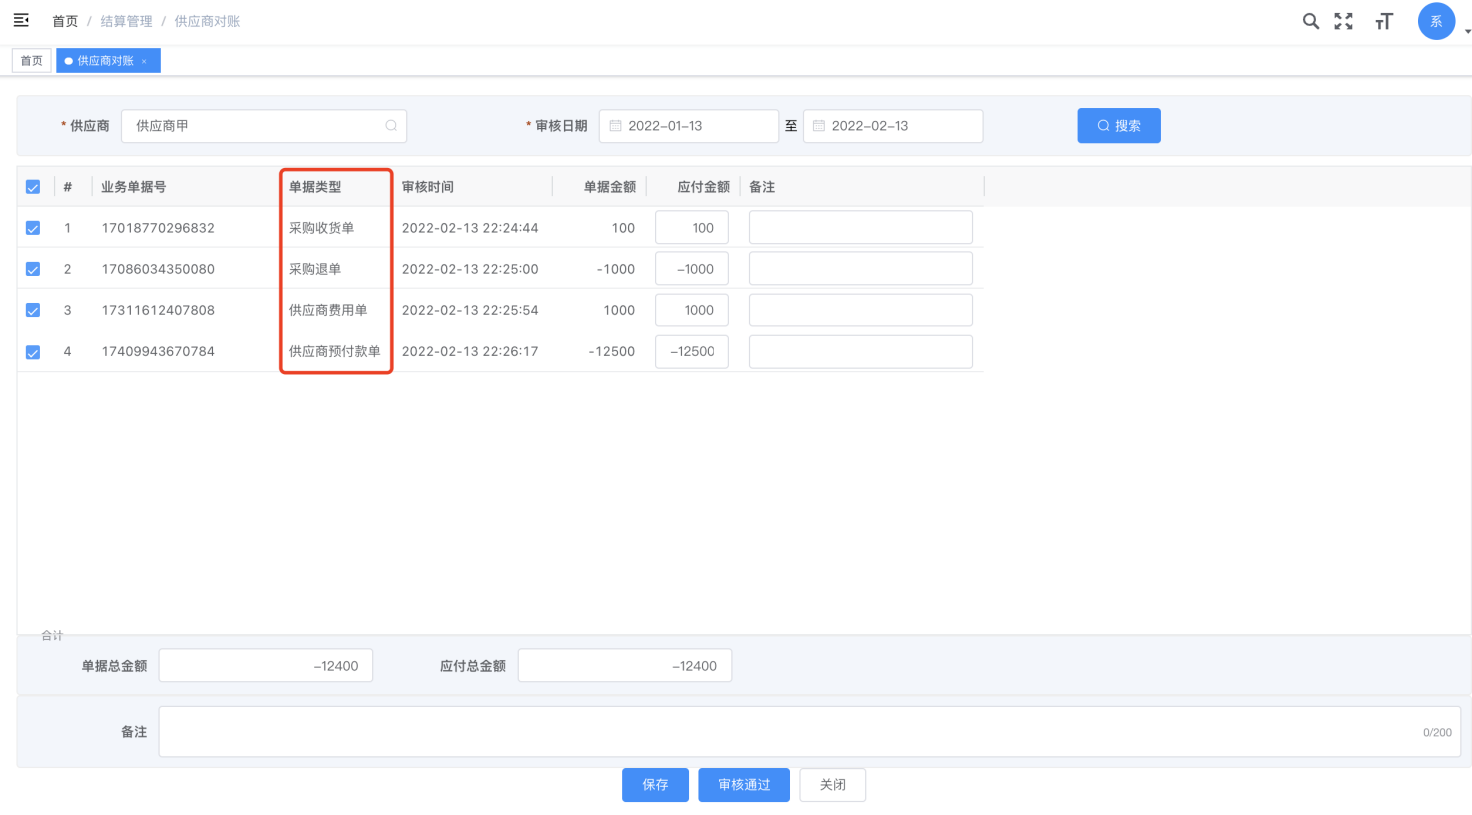 首页 / 结算管理 / 供应商对账
系
首页 供应商对账 ×
* 供应商 供应商甲 * 审核日期 2022-01-13 至 2022-02-13 搜索
# 业务单据号 单据类型 审核时间 单据金额 应付金额 备注
1 17018770296832 采购收货单 2022-02-13 22:24:44 100 100
2 17086034350080 采购退单 2022-02-13 22:25:00 -1000 -1000
3 17311612407808 供应商费用单 2022-02-13 22:25:54 1000 1000
4 17409943670784 供应商预付款单 2022-02-13 22:26:17 -12500 -12500
合计
单据总金额 -12400 应付总金额 -12400
备注 0/200
保存 审核通过 关闭